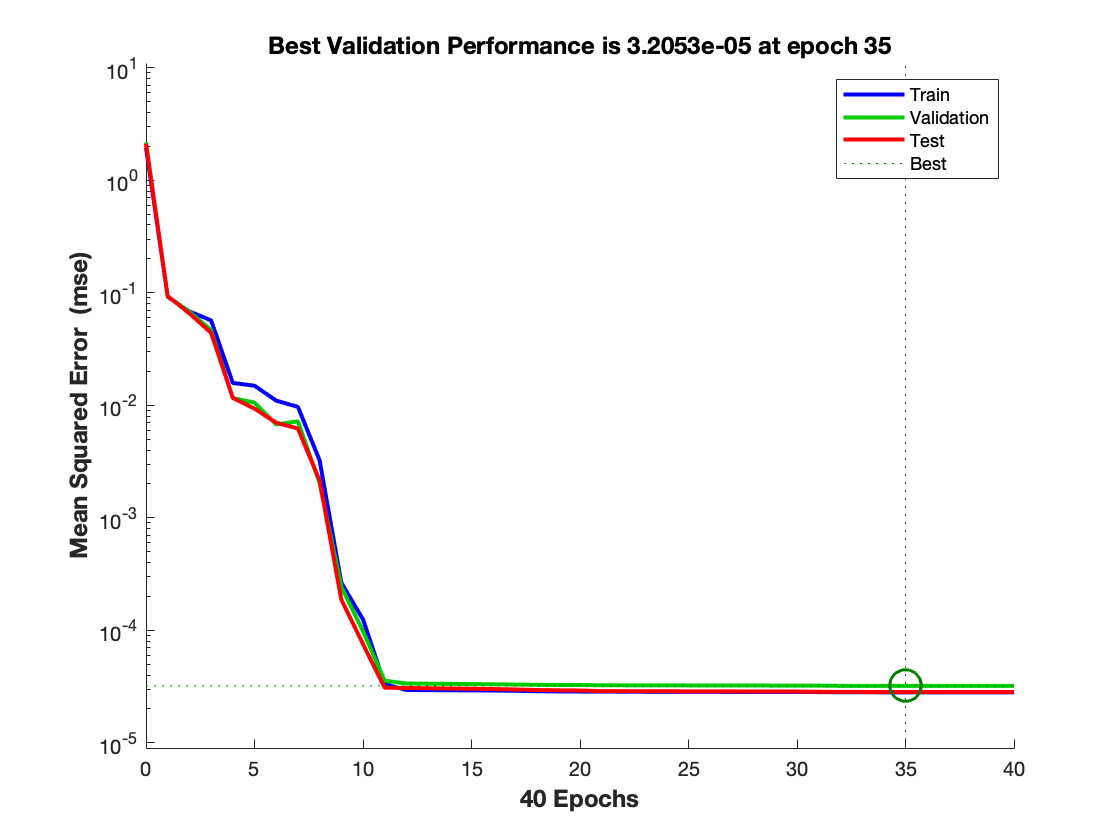 Best Validation Performance is 3.2053e-05 at epoch 35
10^1
10^0
10^-1
10^-2
10^-3
10^-4
10^-5
Mean Squared Error (mse)
Train
Validation
Test
Best
0 5 10 15 20 25 30 35 40
40 Epochs